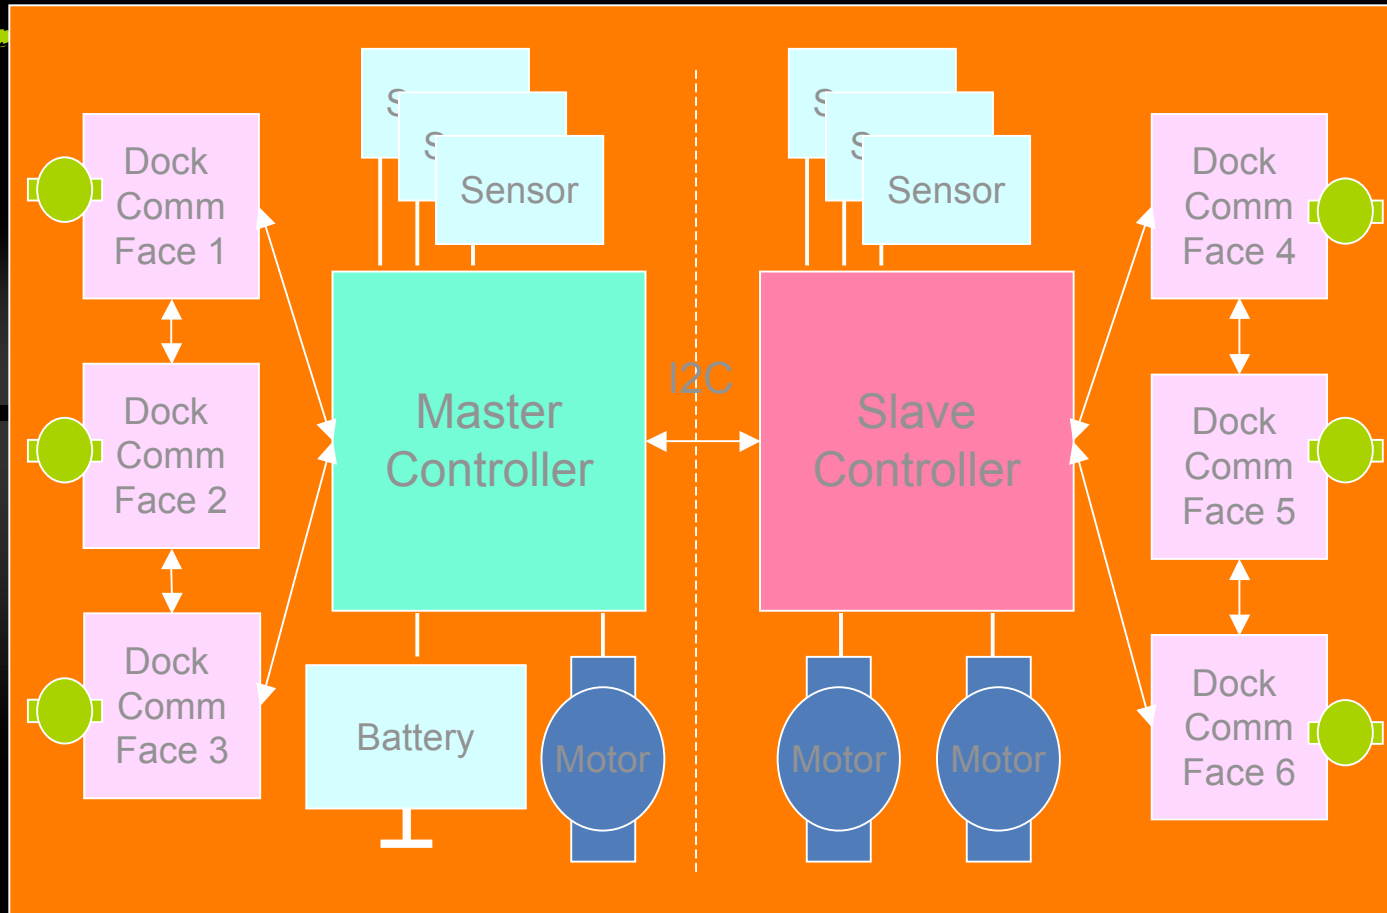 S
S
Sensor
S
S
Sensor
Dock
Comm
Face 1
Dock
Comm
Face 4
I2C
Master
Controller
Slave
Controller
Dock
Comm
Face 2
Dock
Comm
Face 5
Dock
Comm
Face 3
Battery
Motor
Motor
Motor
Dock
Comm
Face 6